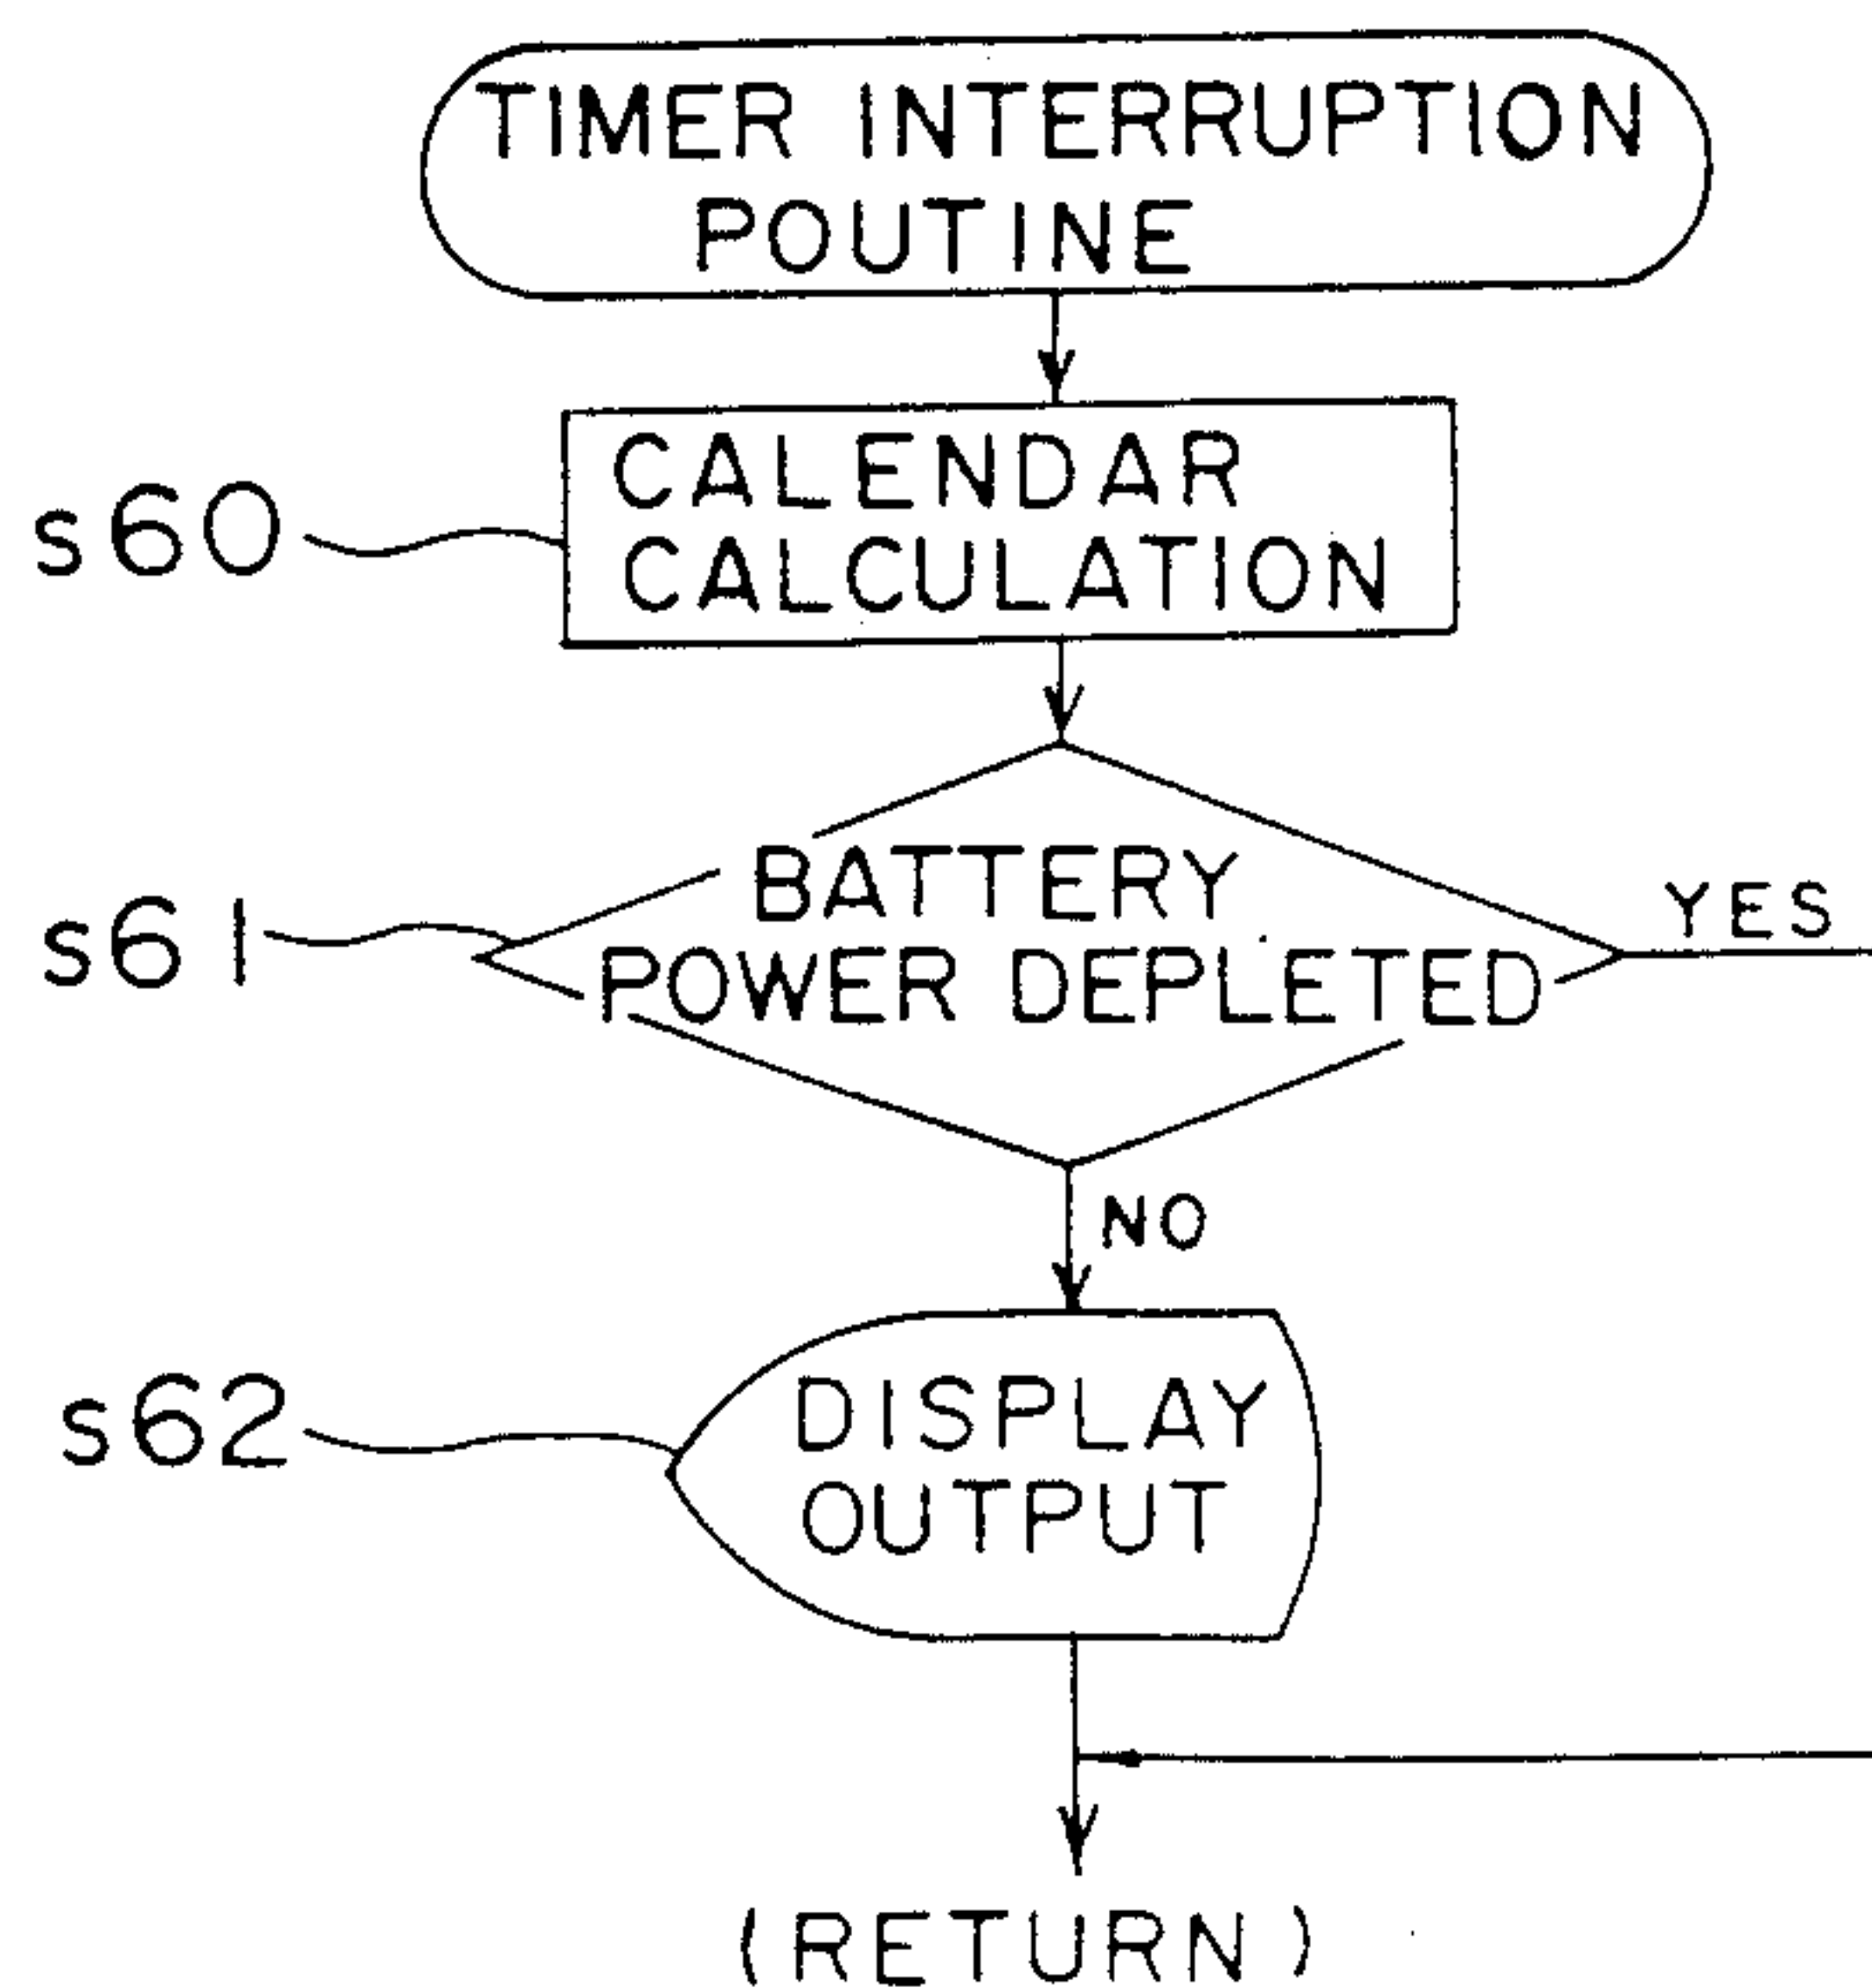 TIMER INTERRUPTION
POUTINE
CALENDAR
CALCULATION
s60
BATTERY
POWER DEPLETED
s61
YES
NO
DISPLAY
OUTPUT
s62
(RETURN)